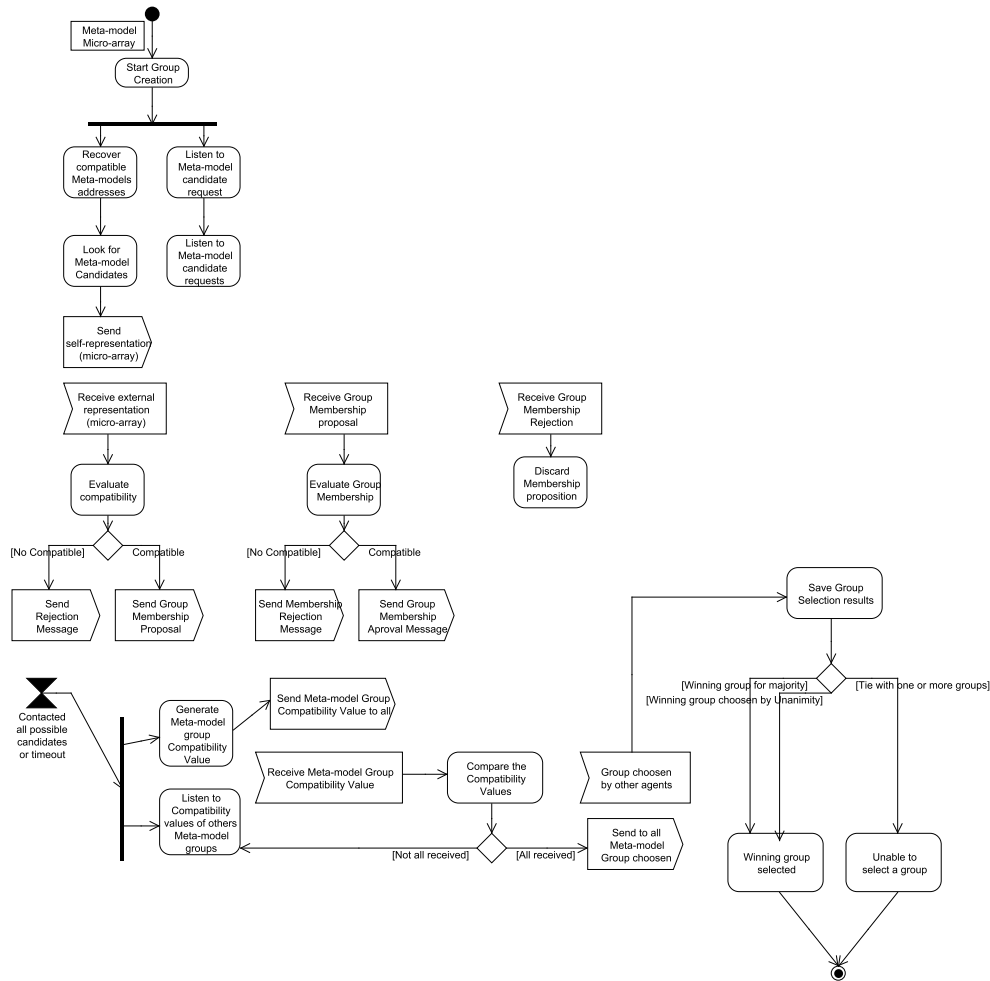 Meta-model
Micro-array
Start Group
Creation
Recover
compatible
Meta-models
addresses
Listen to
Meta-model
candidate
request
Look for
Meta-model
Candidates
Listen to
Meta-model
candidate
requests
Send
self-representation
(micro-array)
Receive external
representation
(micro-array)
Receive Group
Membership
proposal
Receive Group
Membership
Rejection
Evaluate
compatibility
Evaluate Group
Membership
Discard
Membership
proposition
[No Compatible]
Compatible
[No Compatible]
Compatible
Send
Rejection
Message
Send Group
Membership
Proposal
Send Membership
Rejection
Message
Send Group
Membership
Aproval Message
Save Group
Selection results
[Winning group for majority]
[Tie with one or more groups]
[Winning group choosen by Unanimity]
Contacted
all possible
candidates
or timeout
Generate
Meta-model
group
Compatibility
Value
Send Meta-model Group
Compatibility Value to all
Receive Meta-model Group
Compatibility Value
Compare the
Compatibility
Values
Group choosen
by other agents
Listen to
Compatibility
values of others
Meta-model
groups
[Not all received]
[All received]
Send to all
Meta-model
Group choosen
Winning group
selected
Unable to
select a group